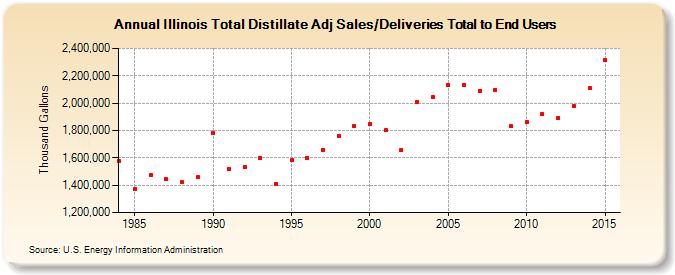 Annual Illinois Total Distillate Adj Sales/Deliveries Total to End Users
Thousand Gallons
2,400,000
2,200,000
2,000,000
1,800,000
1,600,000
1,400,000
1,200,000
1985 1990 1995 2000 2005 2010 2015
Source: U.S. Energy Information Administration